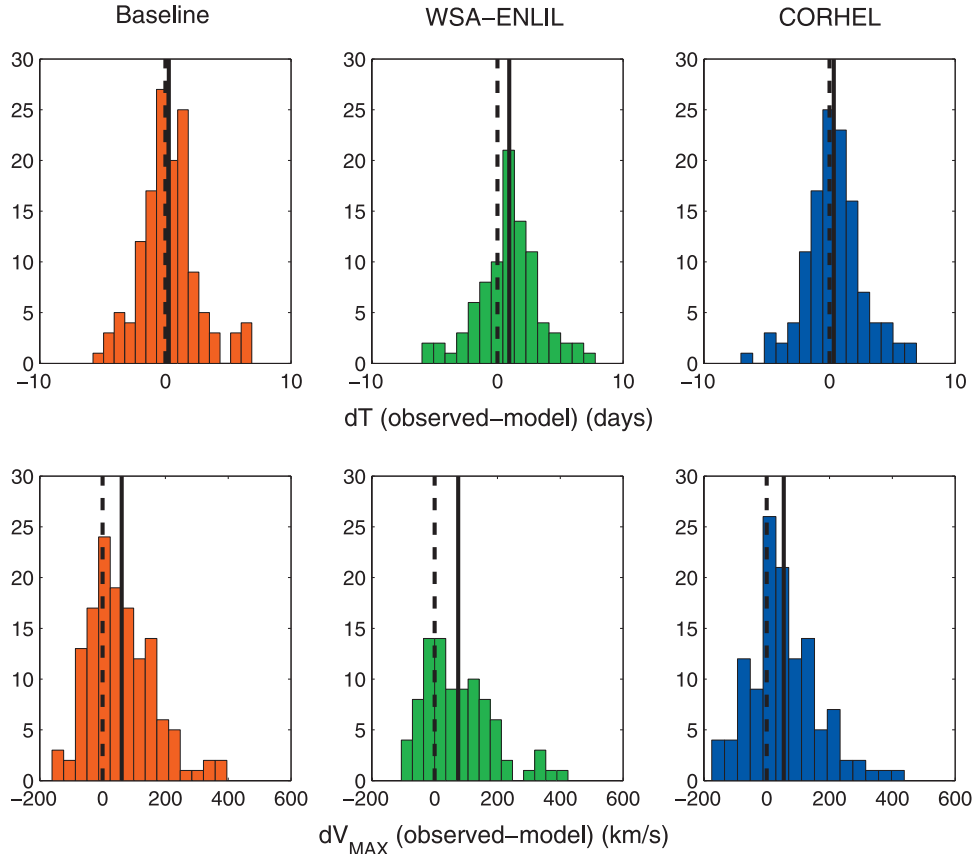 Baseline WSA–ENLIL CORHEL
30 30 30
25 25 25
20 20 20
15 15 15
10 10 10
5 5 5
0 0 0
–10 0 10 –10 0 10 –10 0 10
dT (observed–model) (days)
30 30 30
25 25 25
20 20 20
15 15 15
10 10 10
5 5 5
0 0 0
–200 0 200 400 600 –200 0 200 400 600 –200 0 200 400 600
dV_MAX (observed–model) (km/s)